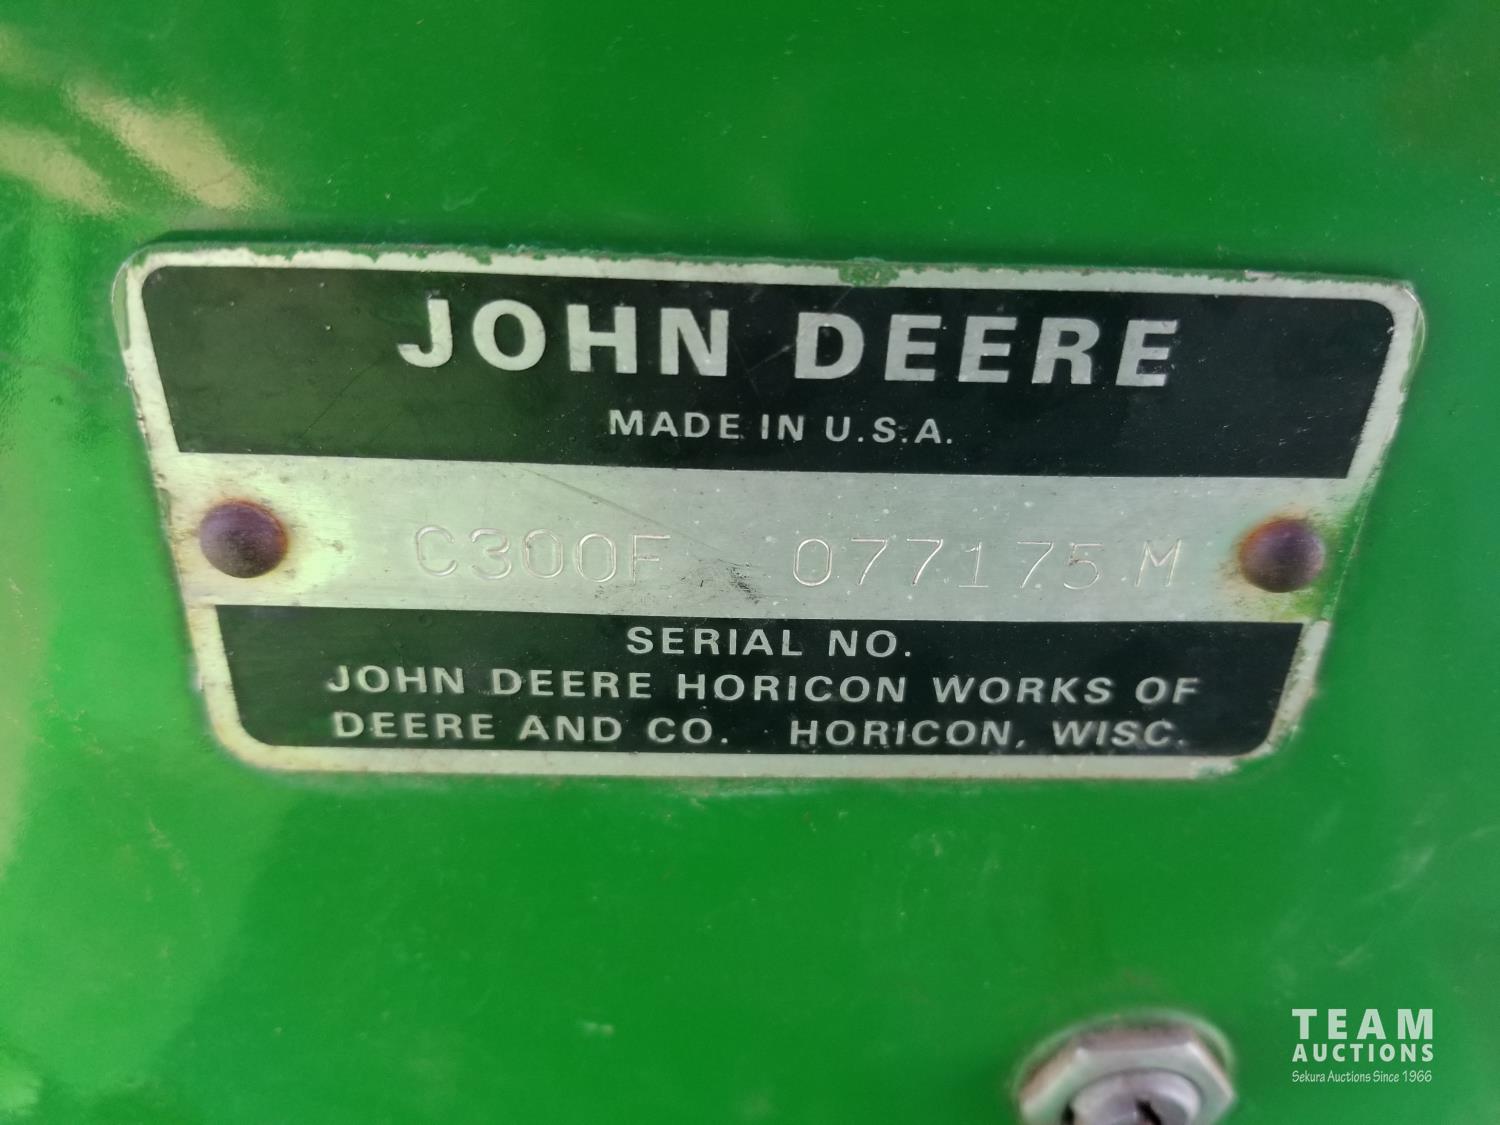 JOHN DEERE
MADE IN U.S.A.
C300F 077175 M
SERIAL NO.
JOHN DEERE HORICON WORKS OF
DEERE AND CO. HORICON, WISC.
TEAM
AUCTIONS
Sekura Auctions Since 1966